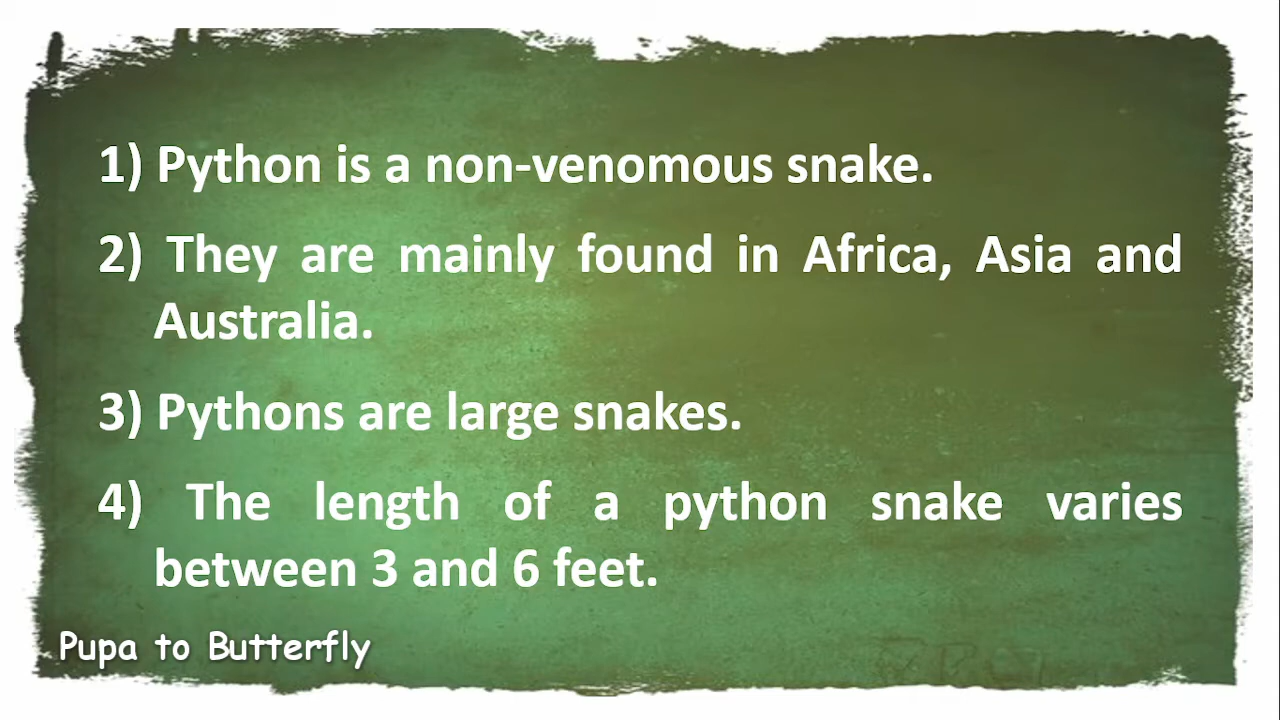 1) Python is a non-venomous snake.
2) They are mainly found in Africa, Asia and
Australia.
3) Pythons are large snakes.
4) The length of a python snake varies
between 3 and 6 feet.
Pupa to Butterfly